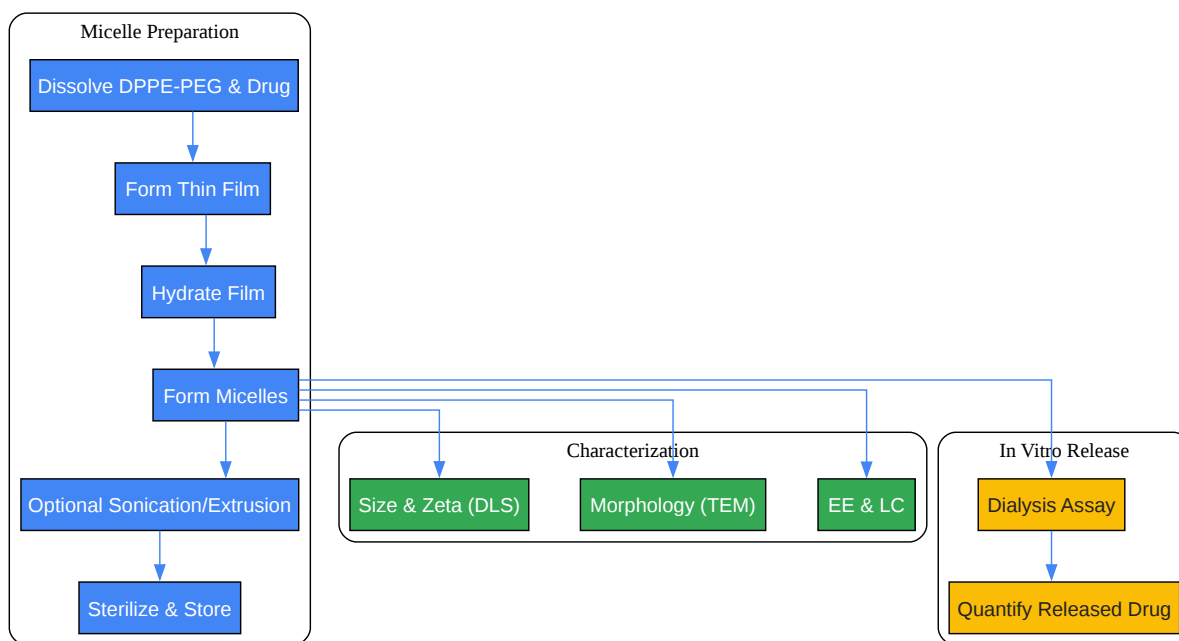 Micelle Preparation
Dissolve DPPE-PEG & Drug
Form Thin Film
Hydrate Film
Form Micelles
Optional Sonication/Extrusion
Sterilize & Store
Characterization
Size & Zeta (DLS)
Morphology (TEM)
EE & LC
In Vitro Release
Dialysis Assay
Quantify Released Drug